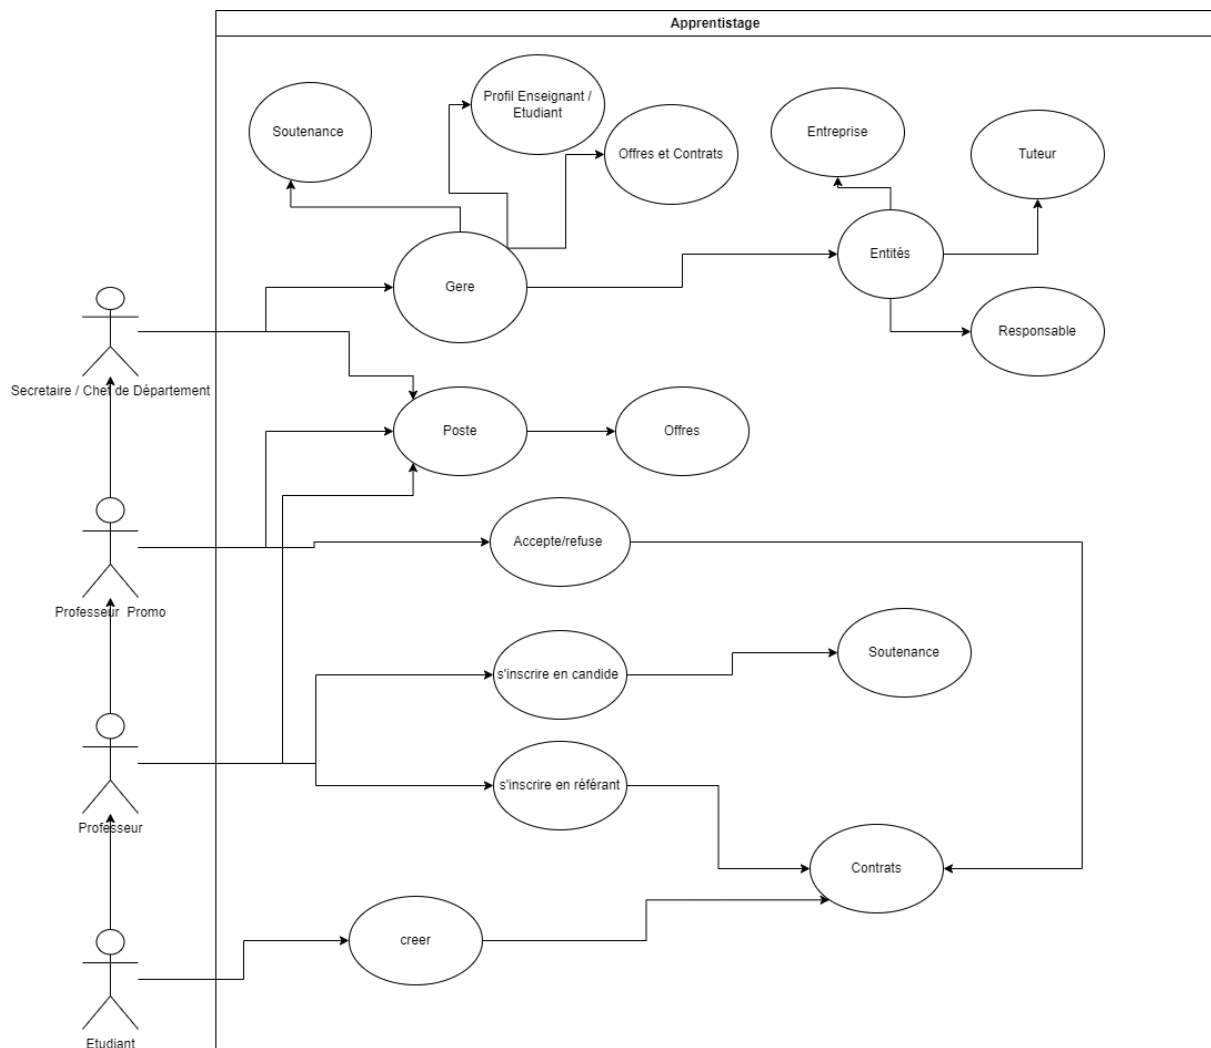 Apprentistage
Profil Enseignant /
Etudiant
Soutenance
Offres et Contrats
Entreprise
Tuteur
Gere
Entités
Responsable
Secretaire / Chef de Département
Poste
Offres
Accepte/refuse
Professeur Promo
s'inscrire en candide
Soutenance
s'inscrire en référant
Professeur
Contrats
creer
Etudiant